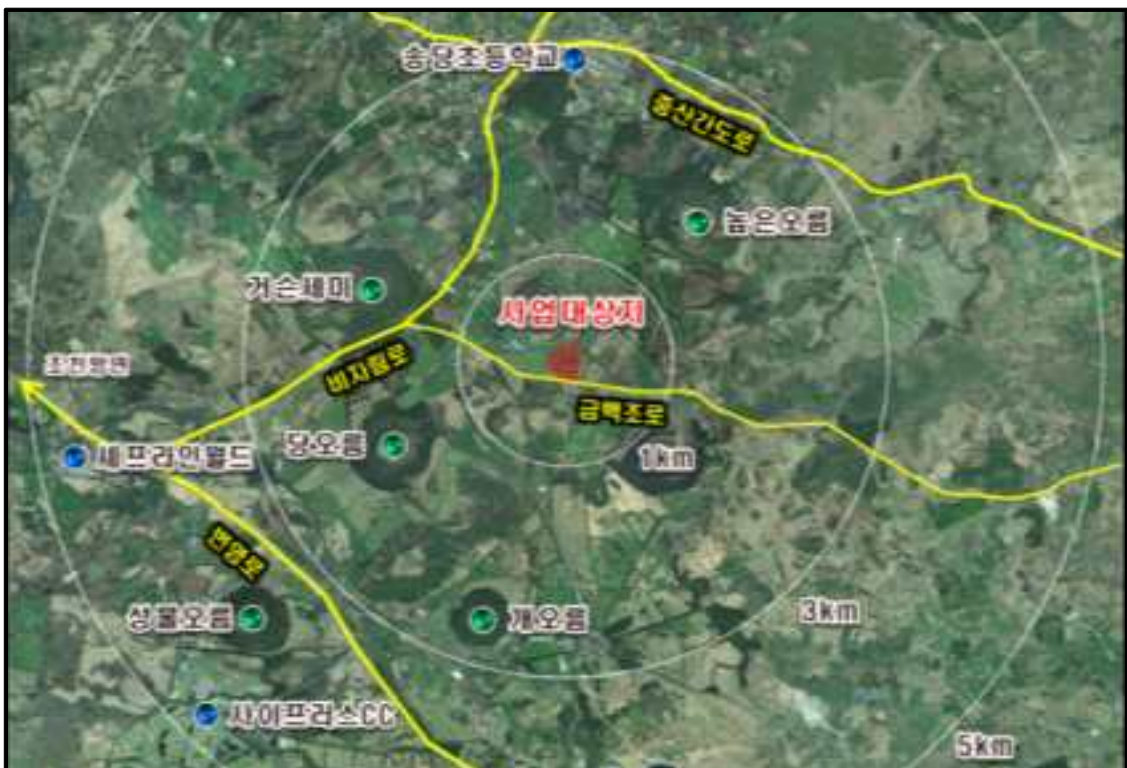 송당초등학교
중산간도로
높은오름
거슨세미
사업대상지
조천방면
비자림로
금백조로
당오름
1km
세프라인월드
번영로
성불오름
개오름
3km
사이프러스CC
5km